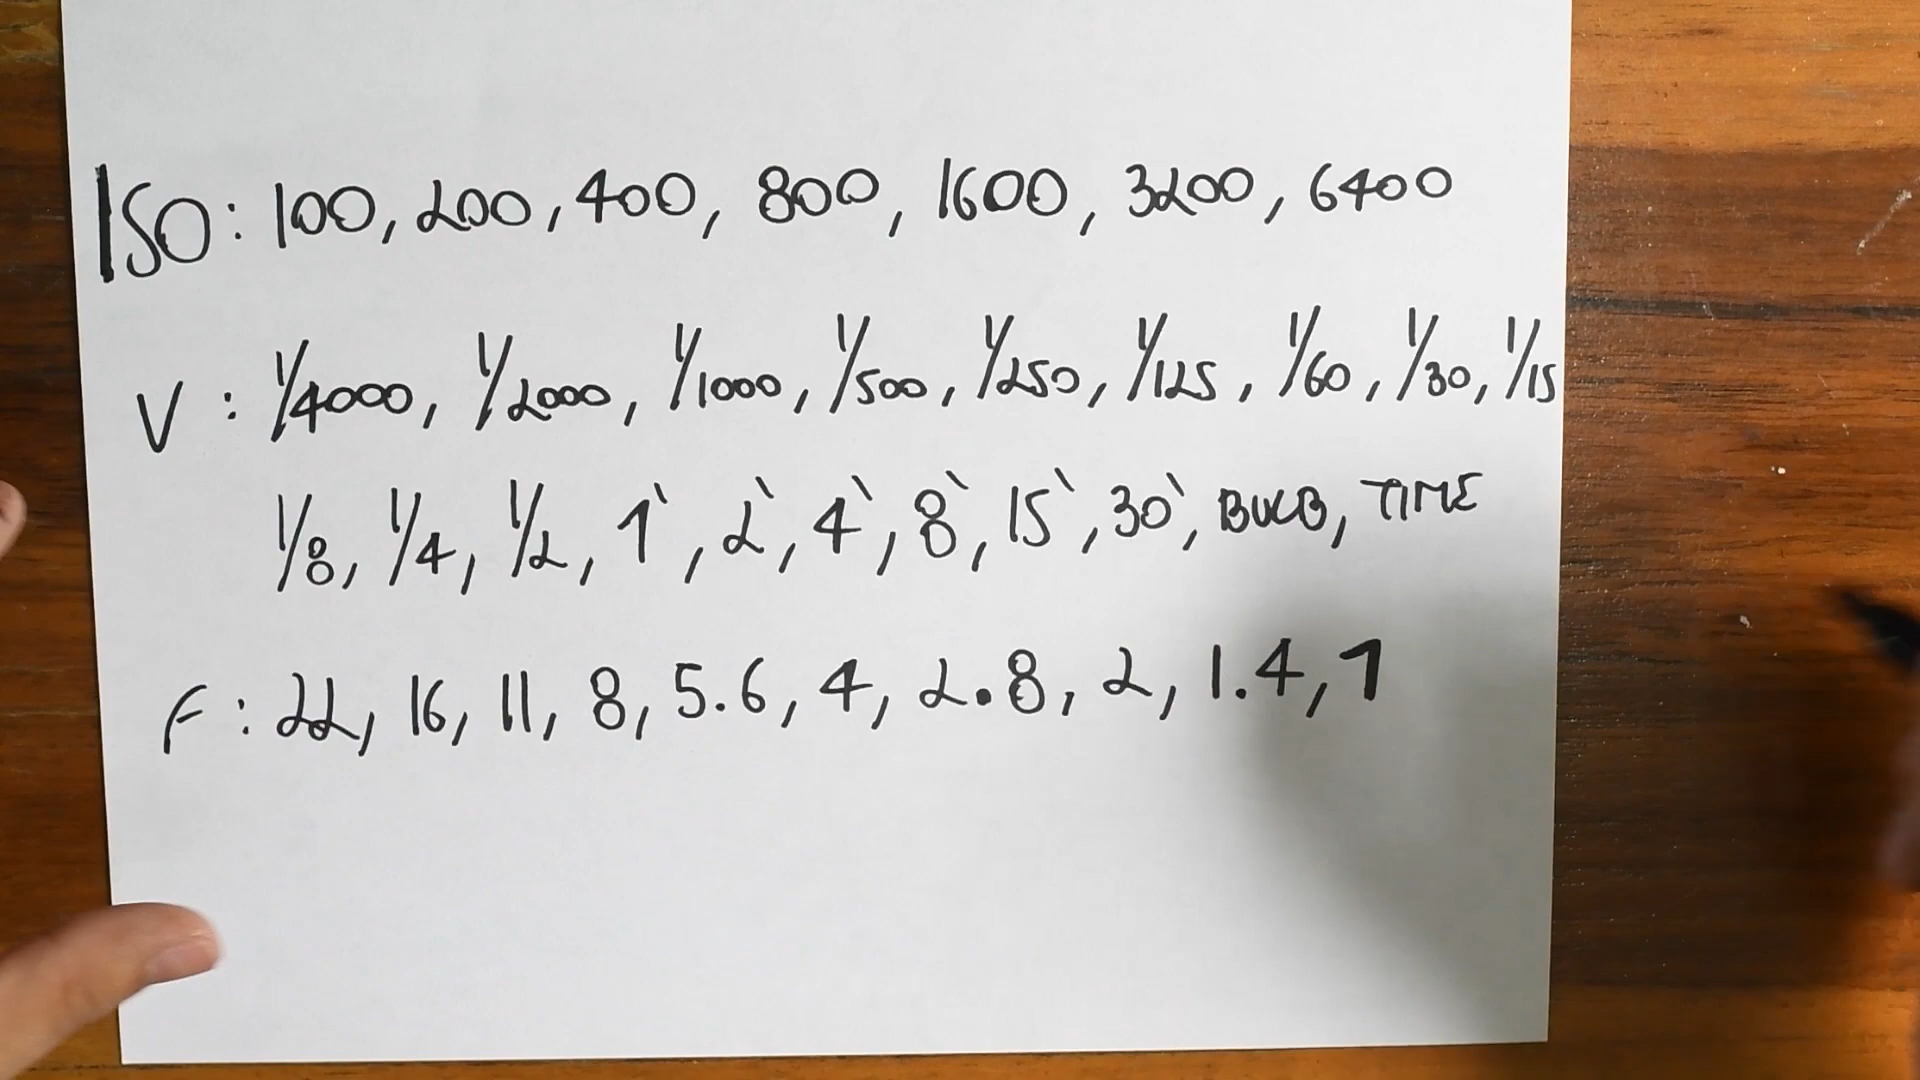 ISO: 100, 200, 400, 800, 1600, 3200, 6400
V: 1/4000, 1/2000, 1/1000, 1/500, 1/250, 1/125, 1/60, 1/30, 1/15
1/8, 1/4, 1/2, 1`, 2`, 4`, 8`, 15`, 30`, BULB, TIME
F: 22, 16, 11, 8, 5.6, 4, 2.8, 2, 1.4, 1